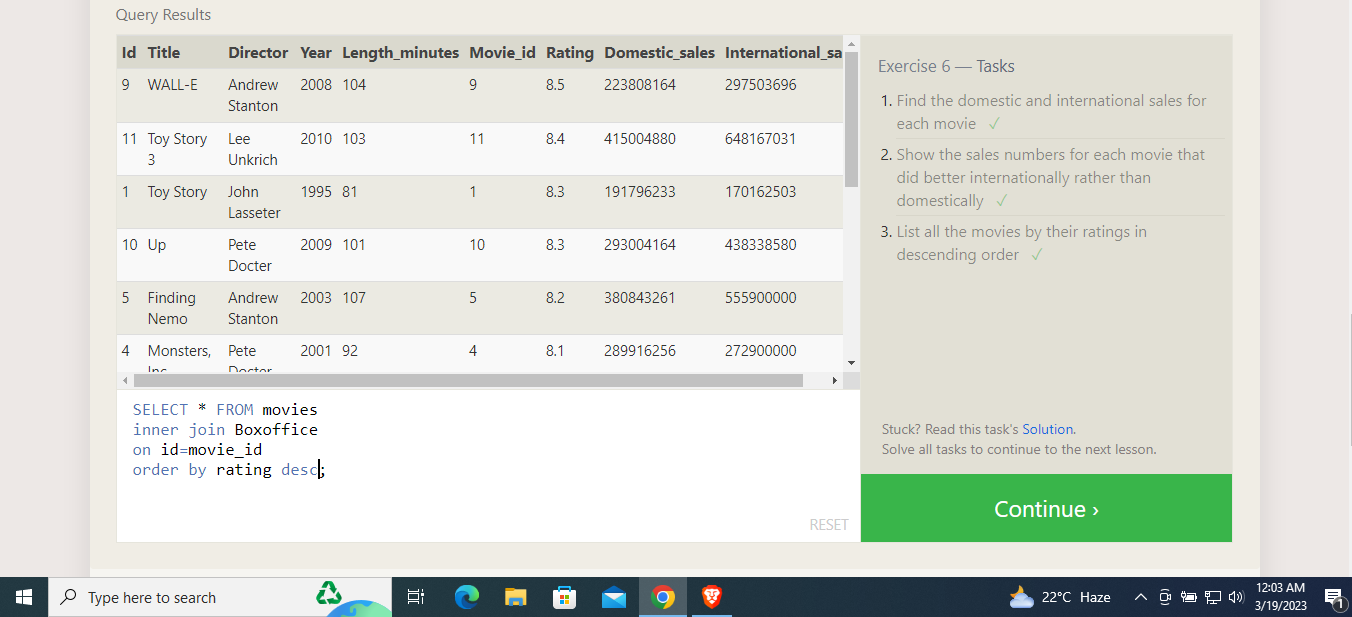 Query Results
Id Title Director Year Length_minutes Movie_id Rating Domestic_sales International_sa
9 WALL-E Andrew 2008 104 9 8.5 223808164 297503696
Stanton
11 Toy Story Lee 2010 103 11 8.4 415004880 648167031
3 Unkrich
1 Toy Story John 1995 81 1 8.3 191796233 170162503
Lasseter
10 Up Pete 2009 101 10 8.3 293004164 438338580
Docter
5 Finding Andrew 2003 107 5 8.2 380843261 555900000
Nemo Stanton
4 Monsters, Pete 2001 92 4 8.1 289916256 272900000
Inc Docter
SELECT * FROM movies
inner join Boxoffice
on id=movie_id
order by rating desc;
RESET
Exercise 6 — Tasks
1. Find the domestic and international sales for
each movie ✓
2. Show the sales numbers for each movie that
did better internationally rather than
domestically ✓
3. List all the movies by their ratings in
descending order ✓
Stuck? Read this task's Solution.
Solve all tasks to continue to the next lesson.
Continue ›
Type here to search
22°C Haze
12:03 AM
3/19/2023
1